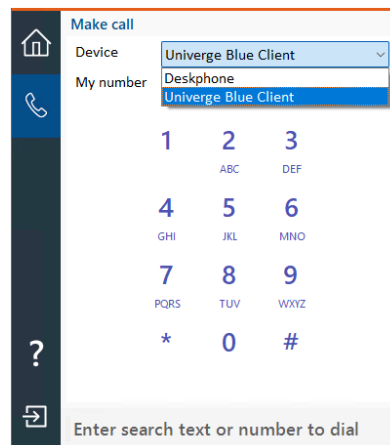 Make call
Device Univerge Blue Client
Deskphone
My number
Univerge Blue Client
1 2 3
ABC DEF
4 5 6
GHI JKL MNO
7 8 9
PQRS TUV WXYZ
* 0 #
?
Enter search text or number to dial